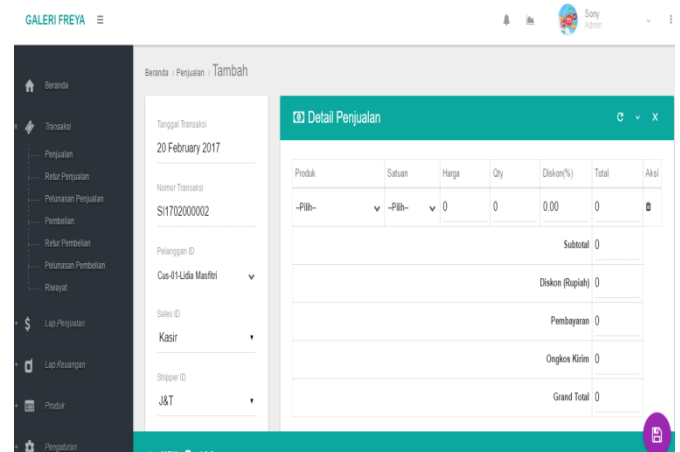 GALERI FREYA
Sony
Admin
Beranda
Transaksi
Penjualan
Retur Penjualan
Pelunasan Penjualan
Pembelian
Retur Pembelian
Pelunasan Pembelian
Riwayat
Lap.Penjualan
Lap.Keuangan
Produk
Pengaturan
Beranda / Penjualan / Tambah
Tanggal Transaksi
20 February 2017
Nomor Transaksi
SI1702000002
Pelanggan ID
Cus-01-Lidia Masfitri
Sales ID
Kasir
Shipper ID
J&T
Detail Penjualan
Produk Satuan Harga Qty Diskon(%) Total Aksi
--Pilih-- --Pilih-- 0 0 0.00 0
Subtotal 0
Diskon (Rupiah) 0
Pembayaran 0
Ongkos Kirim 0
Grand Total 0